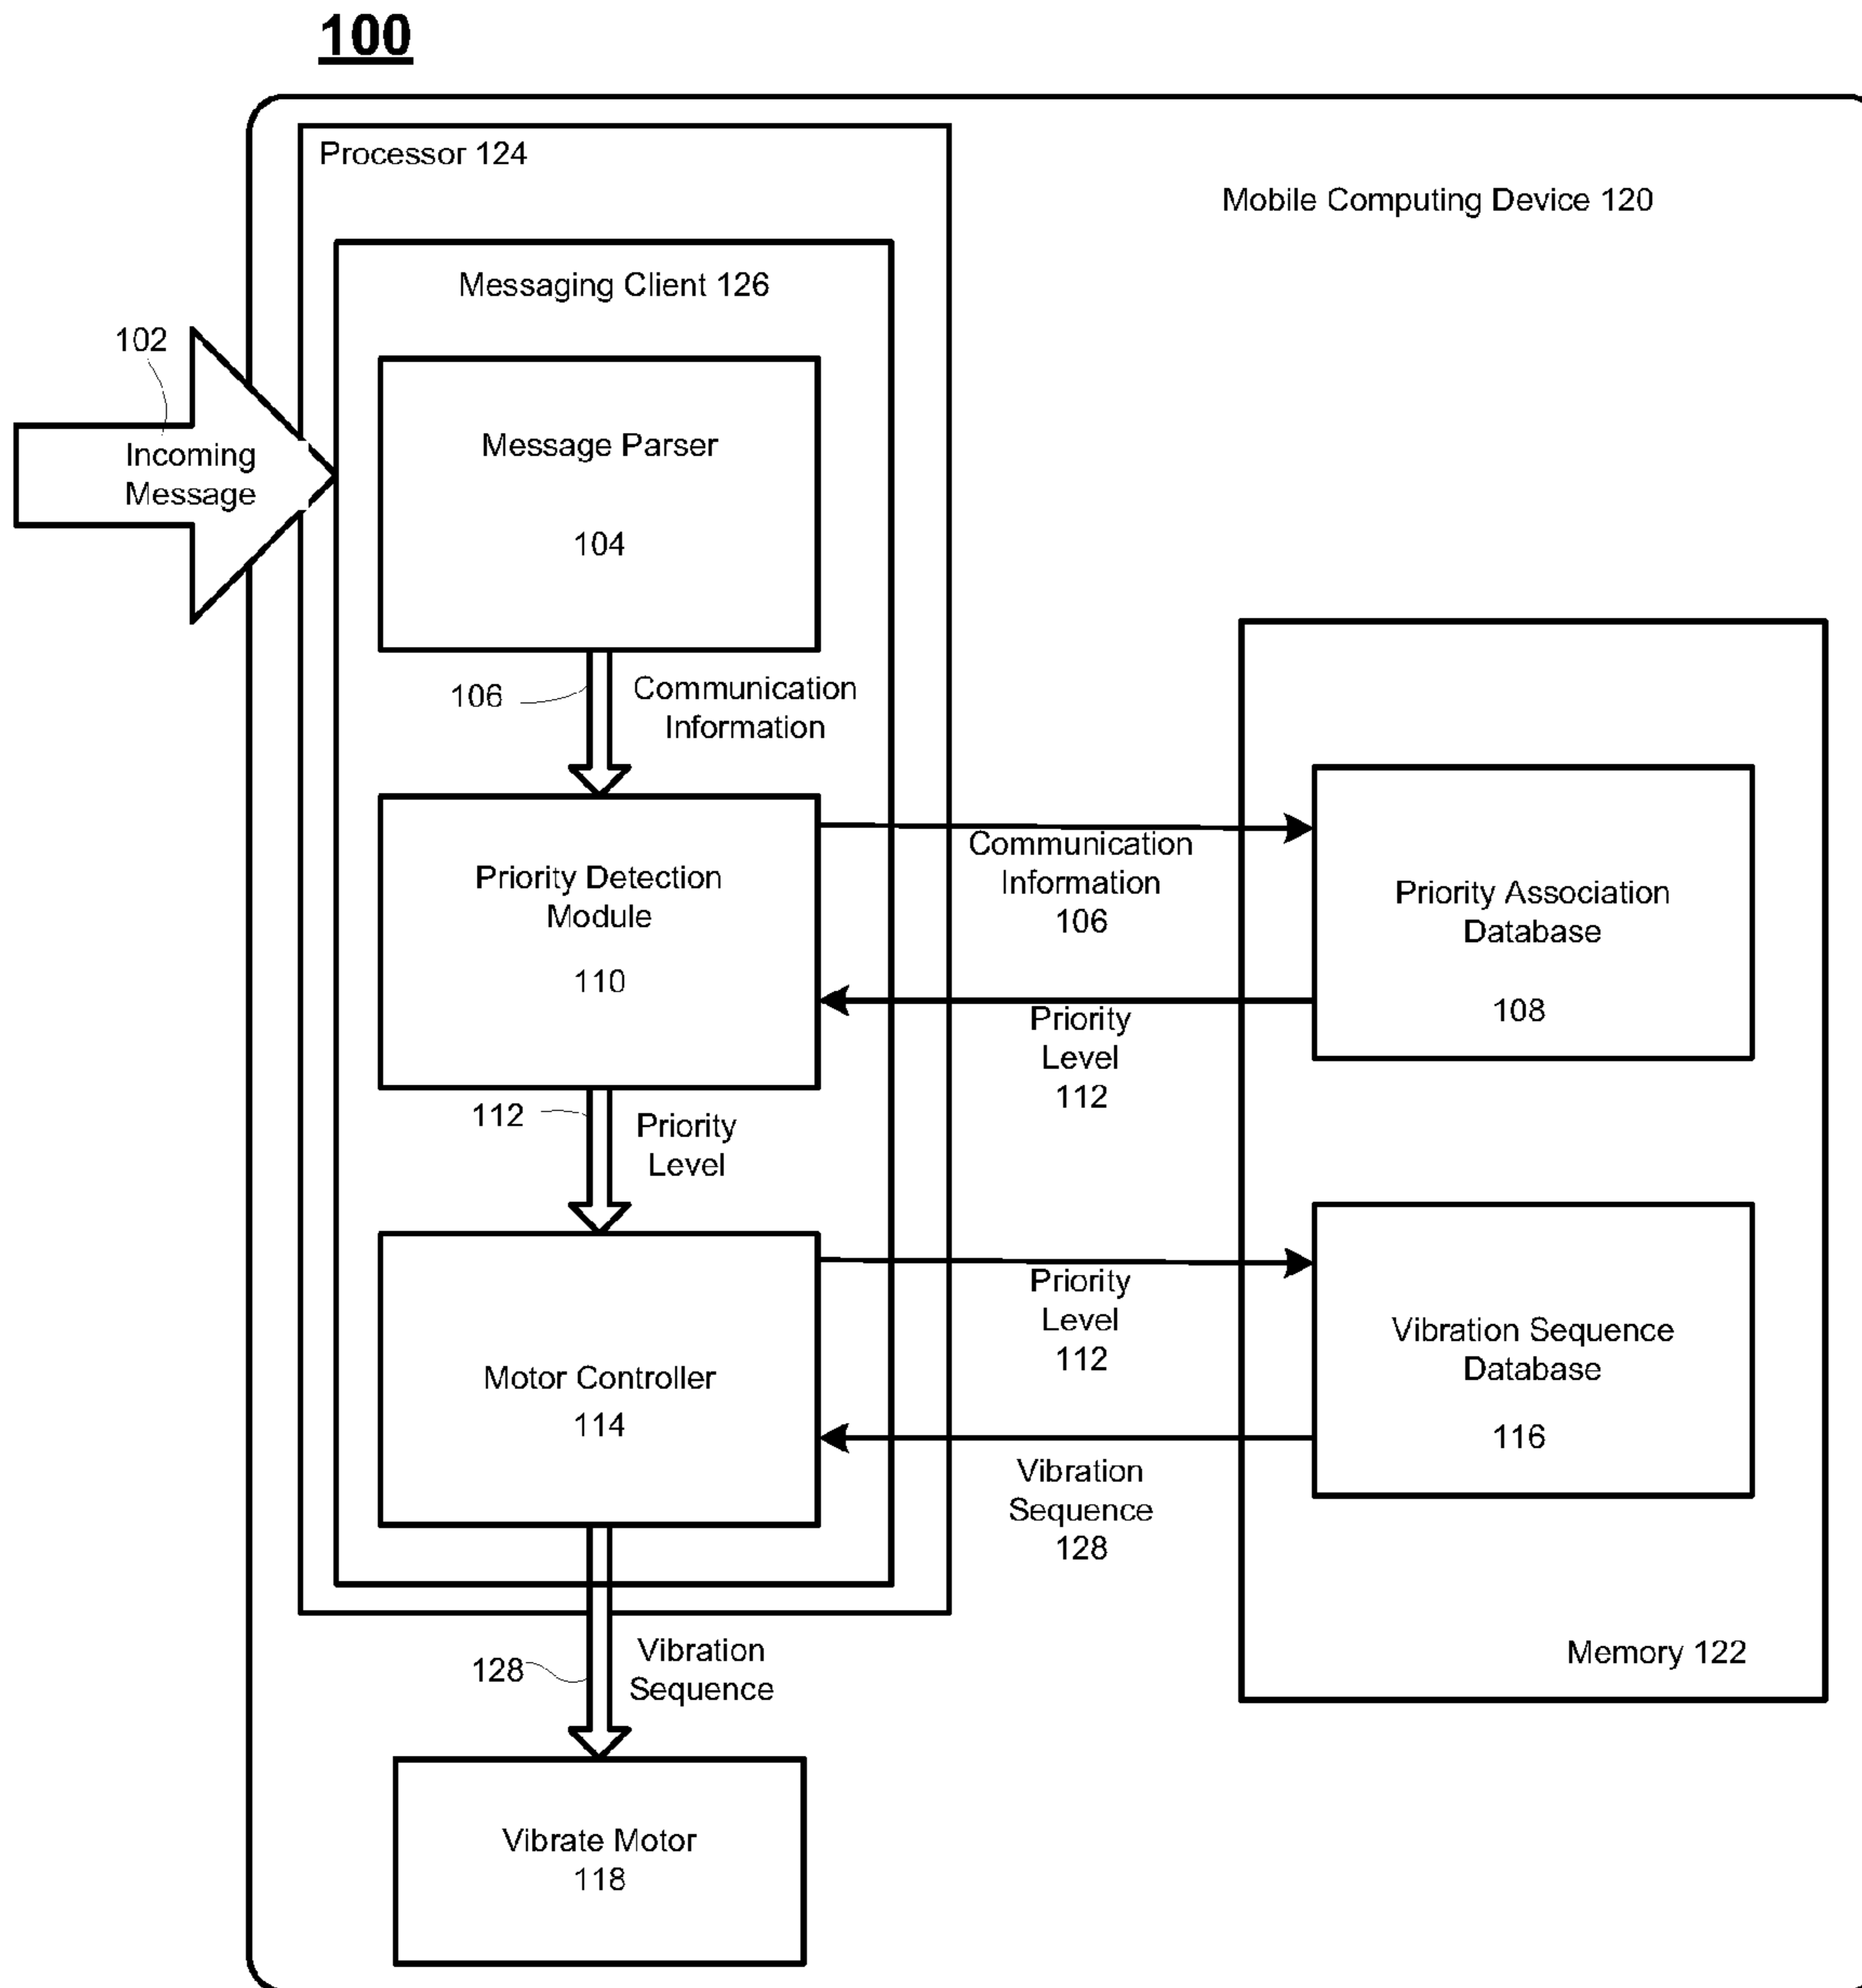 100
Processor 124
Mobile Computing Device 120
Messaging Client 126
102
Incoming
Message
Message Parser
104
106
Communication
Information
Priority Detection
Module
110
Communication
Information
106
Priority Association
Database
108
Priority
Level
112
112
Priority
Level
Motor Controller
114
Priority
Level
112
Vibration Sequence
Database
116
Vibration
Sequence
128
Memory 122
128
Vibration
Sequence
Vibrate Motor
118